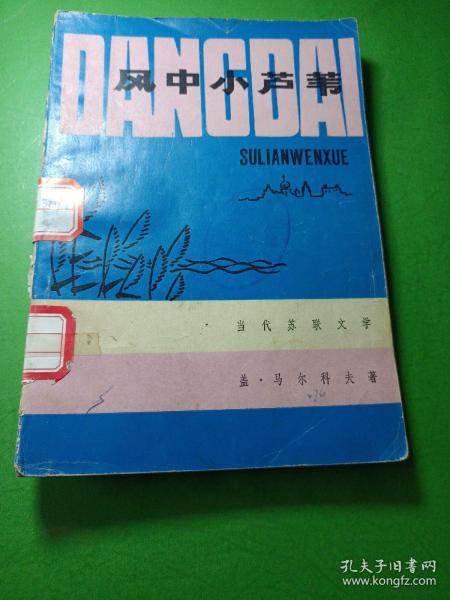 DANGDAI
风中小芦苇
SULIANWENXUE
当代苏联文学
盖·马尔科夫著
孔夫子旧书网
www.kongfz.com